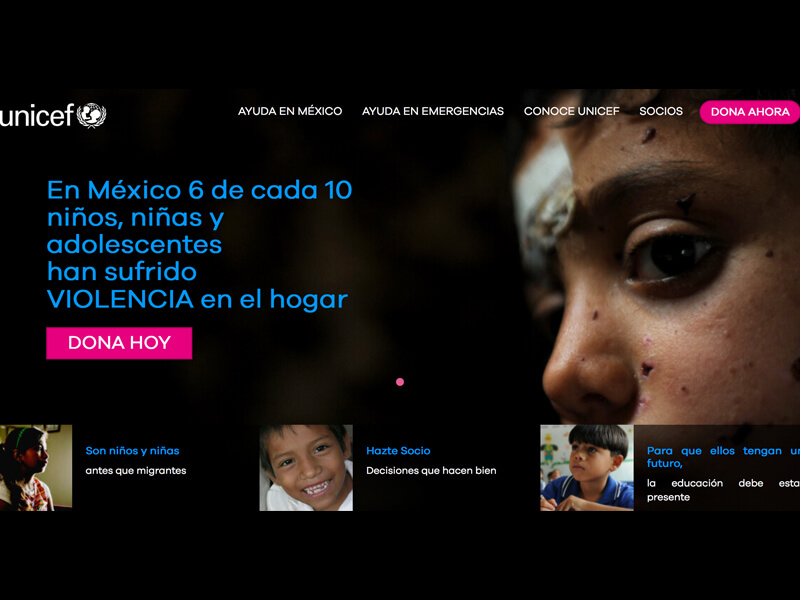 unicef
AYUDA EN MÉXICO
AYUDA EN EMERGENCIAS
CONOCE UNICEF
SOCIOS
DONA AHORA
En México 6 de cada 10
niños, niñas y
adolescentes
han sufrido
VIOLENCIA en el hogar
DONA HOY
Son niños y niñas
antes que migrantes
Hazte Socio
Decisiones que hacen bien
Para que ellos tengan un
futuro,
la educación debe esta
presente